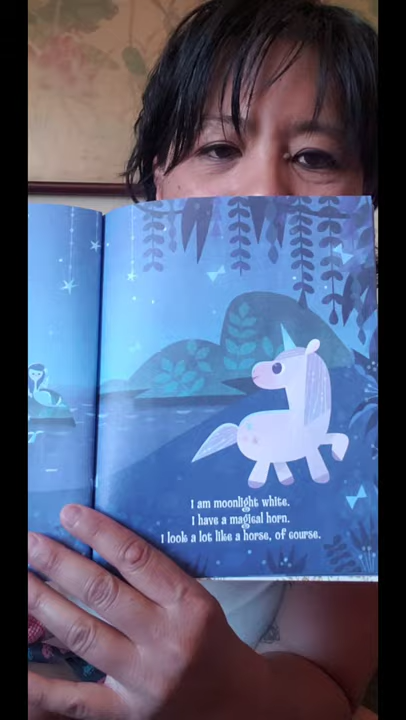 I am moonlight white.
I have a magical horn.
I look a lot like a horse, of course.